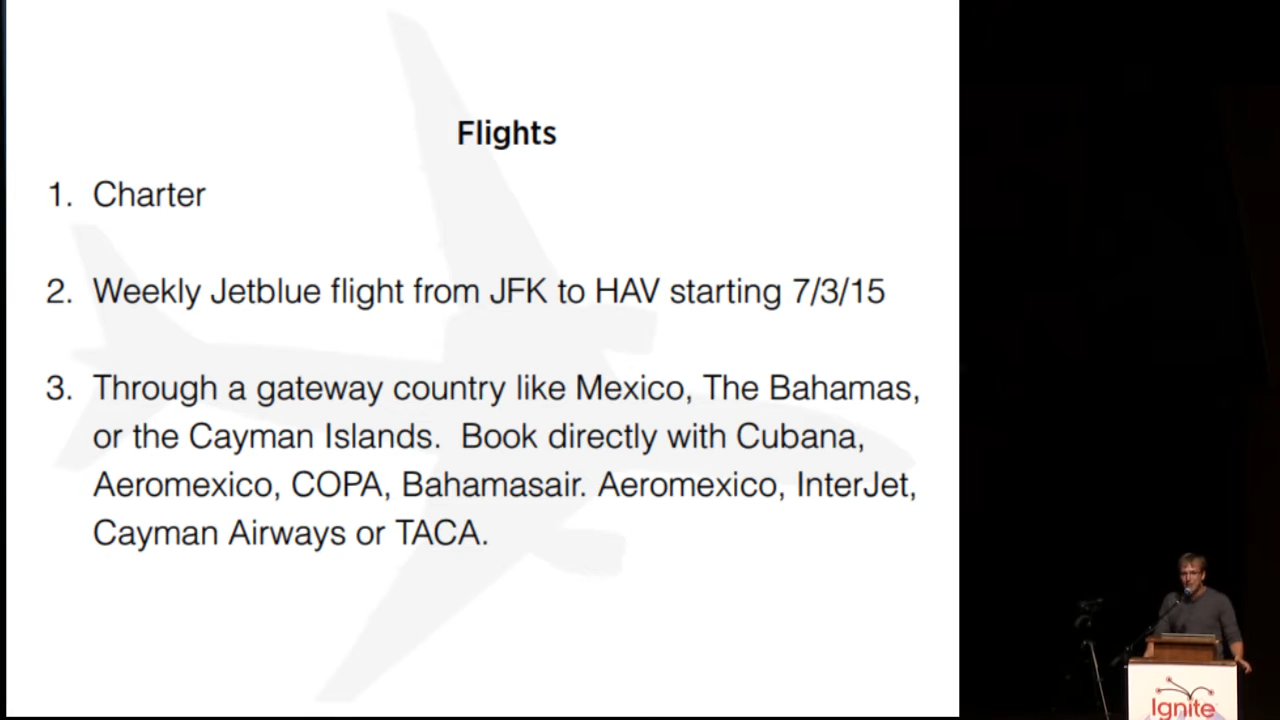 Flights
1. Charter
2. Weekly Jetblue flight from JFK to HAV starting 7/3/15
3. Through a gateway country like Mexico, The Bahamas,
or the Cayman Islands. Book directly with Cubana,
Aeromexico, COPA, Bahamasair. Aeromexico, InterJet,
Cayman Airways or TACA.
Ignite